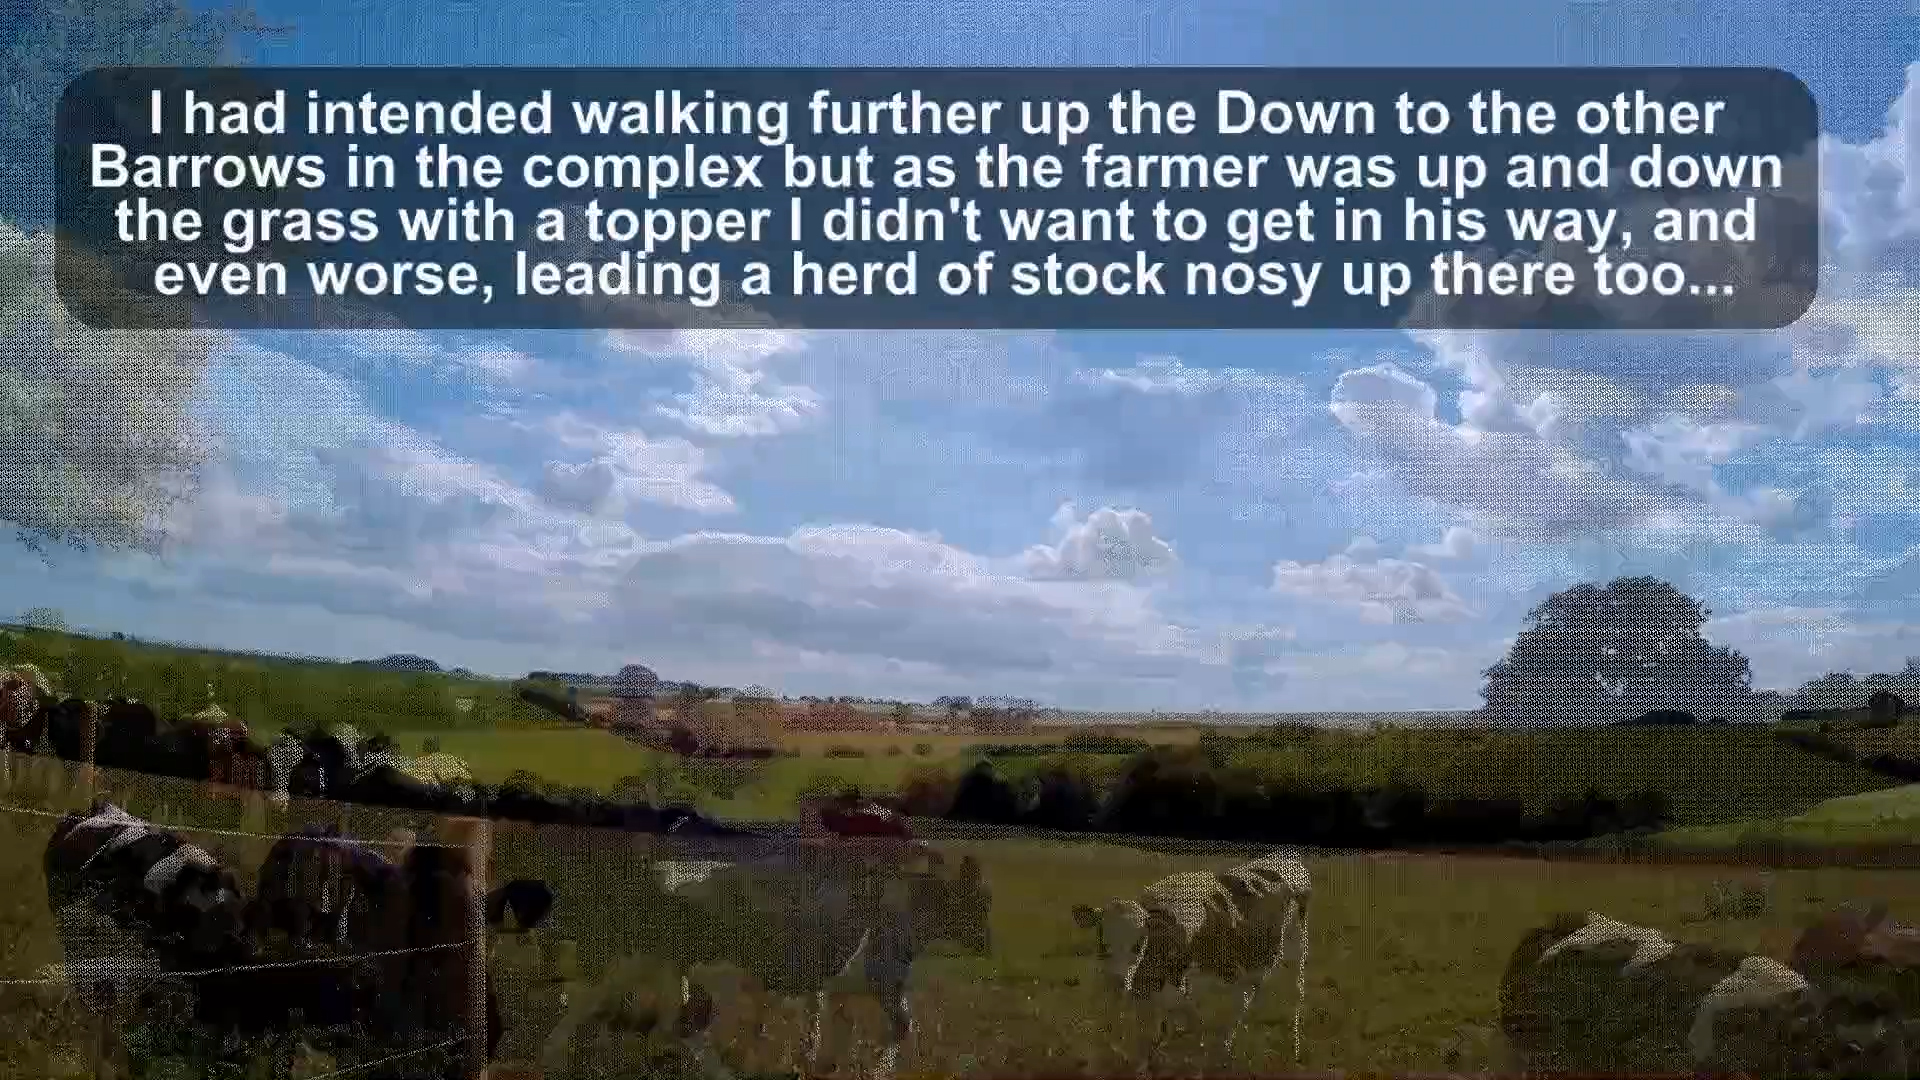 I had intended walking further up the Down to the other
Barrows in the complex but as the farmer was up and down
the grass with a topper I didn't want to get in his way, and
even worse, leading a herd of stock nosy up there too...